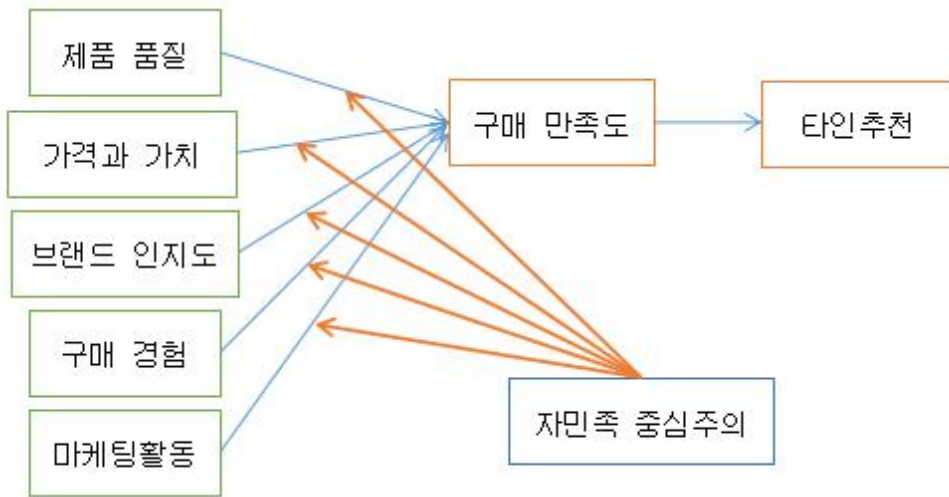 제품 품질
가격과 가치
브랜드 인지도
구매 경험
마케팅활동
구매 만족도
타인추천
자민족 중심주의